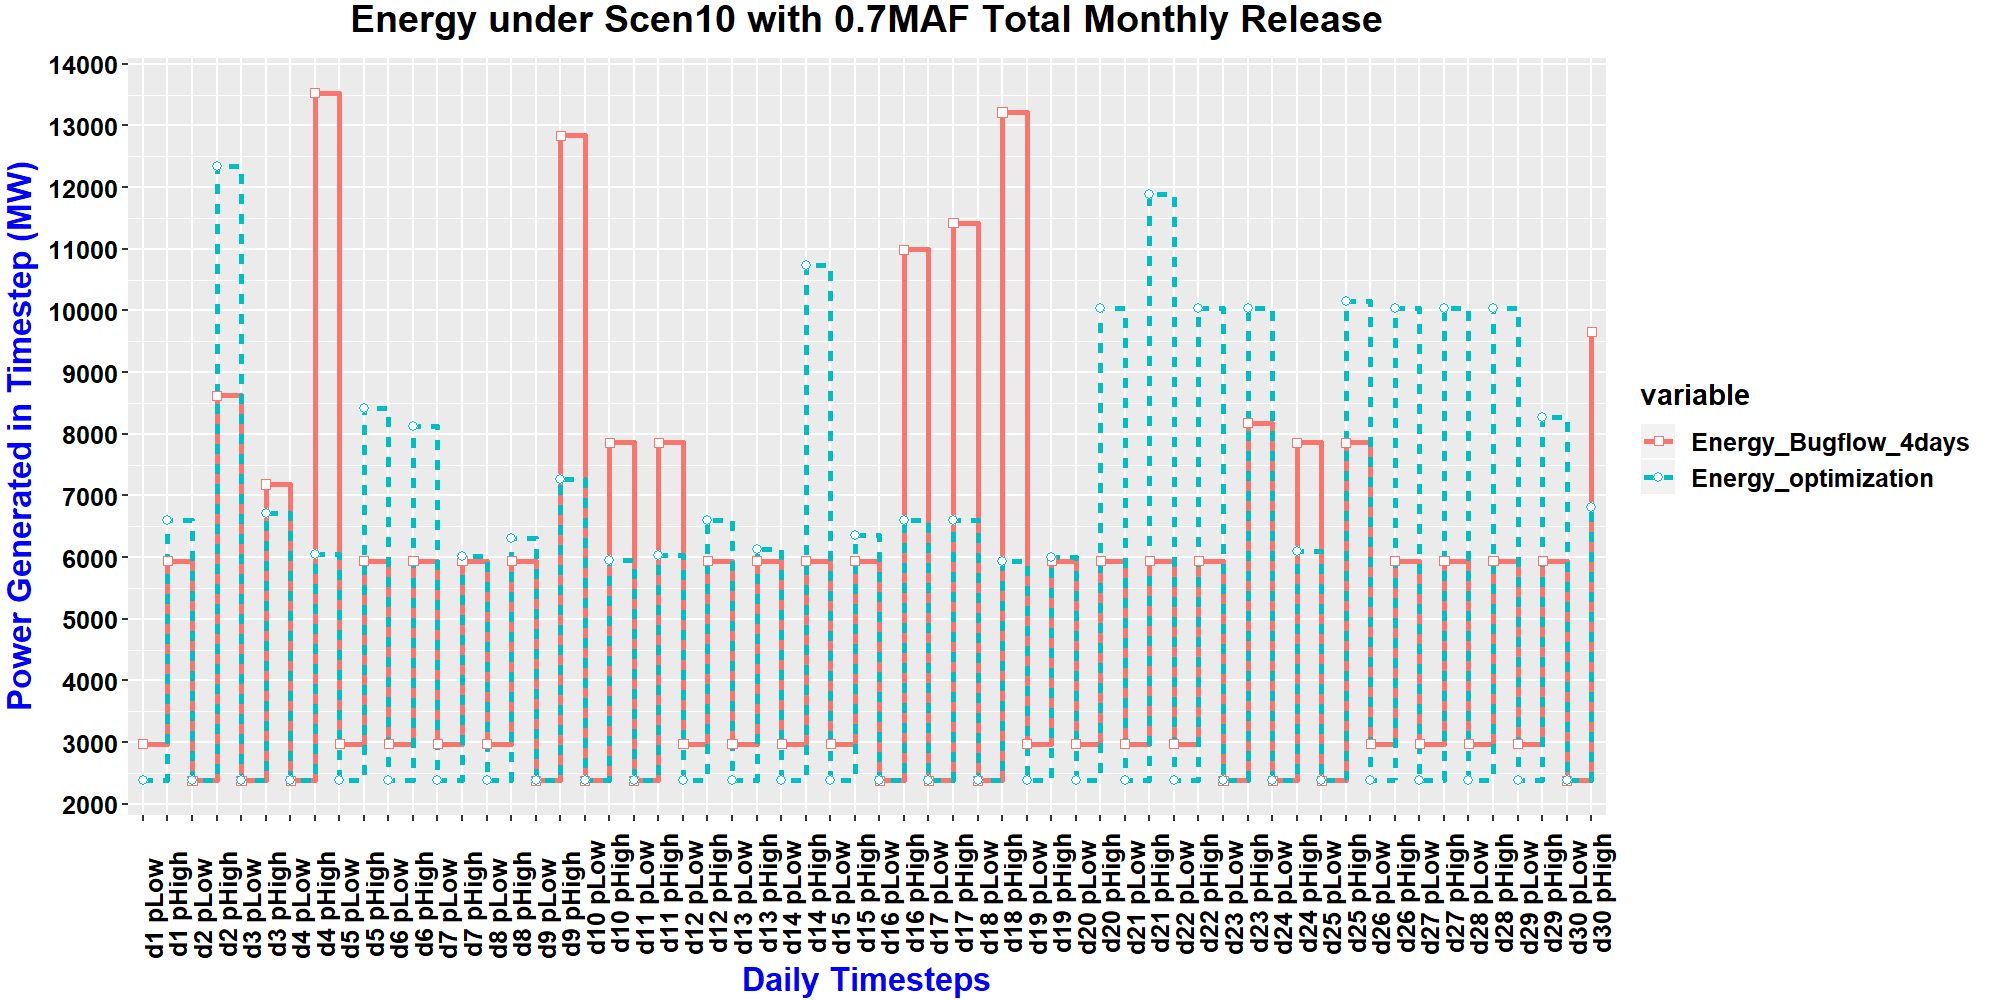 Energy under Scen10 with 0.7MAF Total Monthly Release
Power Generated in Timestep (MW)
14000
13000
12000
11000
10000
9000
8000
7000
6000
5000
4000
3000
2000
d1 pLow
d1 pHigh
d2 pLow
d2 pHigh
d3 pLow
d3 pHigh
d4 pLow
d4 pHigh
d5 pLow
d5 pHigh
d6 pLow
d6 pHigh
d7 pLow
d7 pHigh
d8 pLow
d8 pHigh
d9 pLow
d9 pHigh
d10 pLow
d10 pHigh
d11 pLow
d11 pHigh
d12 pLow
d12 pHigh
d13 pLow
d13 pHigh
d14 pLow
d14 pHigh
d15 pLow
d15 pHigh
d16 pLow
d16 pHigh
d17 pLow
d17 pHigh
d18 pLow
d18 pHigh
d19 pLow
d19 pHigh
d20 pLow
d20 pHigh
d21 pLow
d21 pHigh
d22 pLow
d22 pHigh
d23 pLow
d23 pHigh
d24 pLow
d24 pHigh
d25 pLow
d25 pHigh
d26 pLow
d26 pHigh
d27 pLow
d27 pHigh
d28 pLow
d28 pHigh
d29 pLow
d29 pHigh
d30 pLow
d30 pHigh
Daily Timesteps
variable
Energy_Bugflow_4days
Energy_optimization